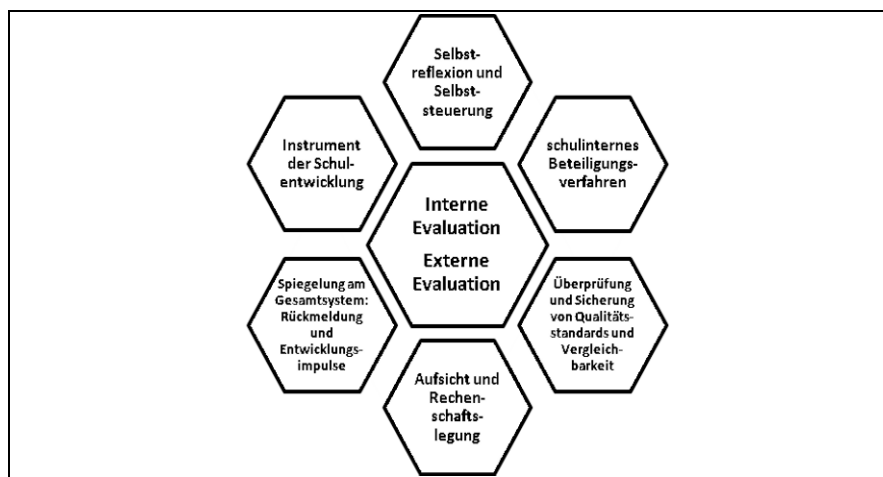 Selbst-
reflexion und
Selbst-
steuerung
Instrument
der Schul-
entwicklung
schulinternes
Beteiligungs-
verfahren
Interne
Evaluation
Externe
Evaluation
Spiegelung am
Gesamtsystem:
Rückmeldung
und
Entwicklungs-
impulse
Überprüfung
und Sicherung
von Qualitäts-
standards und
Vergleich-
barkeit
Aufsicht und
Rechen-
schafts-
legung